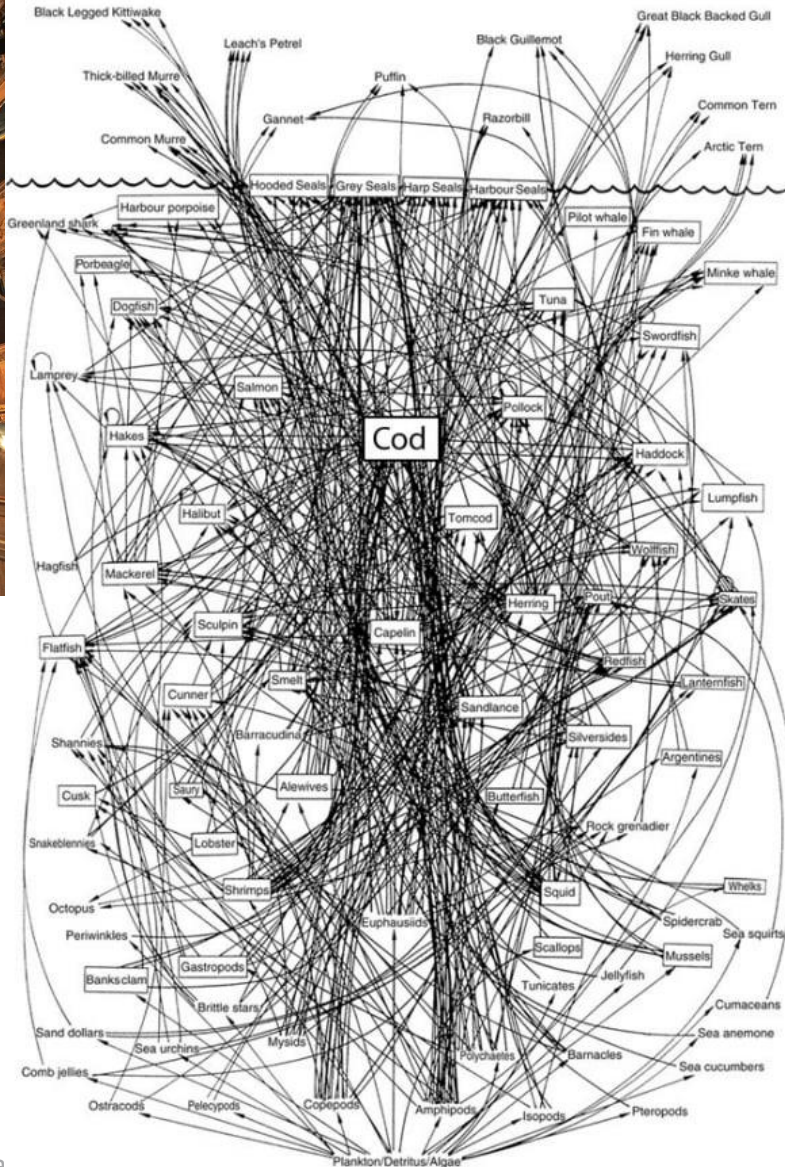 Black Legged Kittiwake
Great Black Backed Gull
Leach's Petrel
Black Guillemot
Herring Gull
Thick-billed Murre
Puffin
Common Tern
Gannet
Razorbill
Common Murre
Arctic Tern
Hooded Seals
Grey Seals
Harp Seals
Harbour Seals
Harbour porpoise
Pilot whale
Greenland shark
Fin whale
Porbeagle
Minke whale
Dogfish
Tuna
Swordfish
Lamprey
Salmon
Pollock
Hakes
Cod
Haddock
Lumpfish
Halibut
Tomcod
Wolffish
Hagfish
Mackerel
Herring
Pout
Skates
Sculpin
Capelin
Flatfish
Redfish
Smelt
Lanternfish
Cunner
Sandlance
Barracudina
Silversides
Shannies
Argentines
Cusk
Saury
Alewives
Butterfish
Rock grenadier
Snakeblennies
Lobster
Shrimps
Squid
Whelks
Octopus
Euphausiids
Spidercrab
Periwinkles
Sea squirts
Scallops
Mussels
Gastropods
Banksclam
Jellyfish
Tunicates
Brittle stars
Cumaceans
Sand dollars
Sea anemone
Mysids
Sea urchins
Polychaetes
Barnacles
Comb jellies
Sea cucumbers
Ostracods
Pelecypods
Copepods
Amphipods
Isopods
Pteropods
Plankton/Detritus/Algae